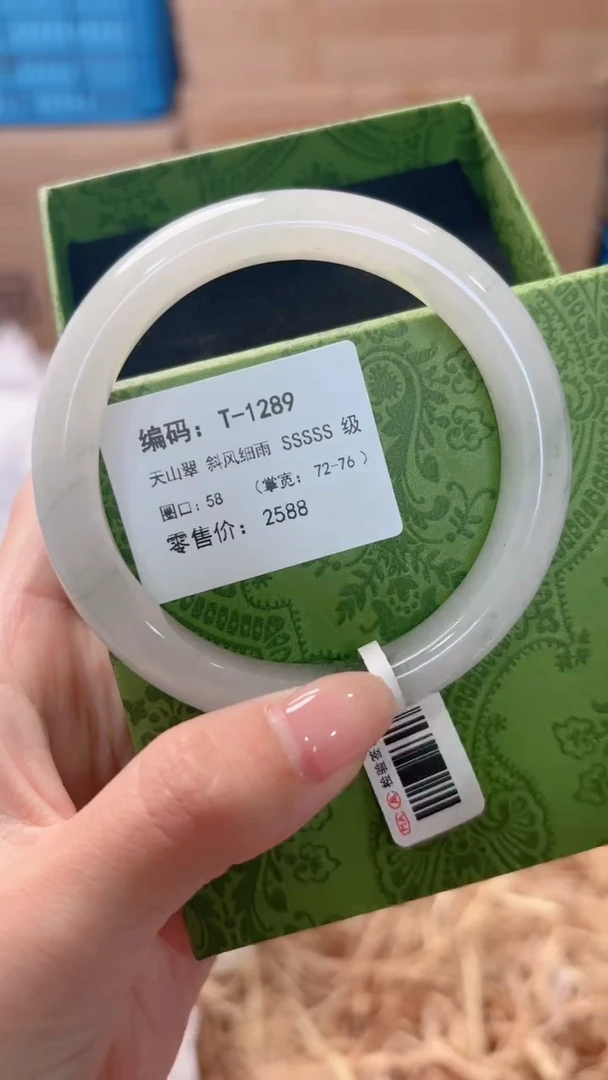 编码：T-1289
天山翠 斜风细雨 SSSSS 级
圈口：58 （掌宽：72-76 ）
零售价：2588